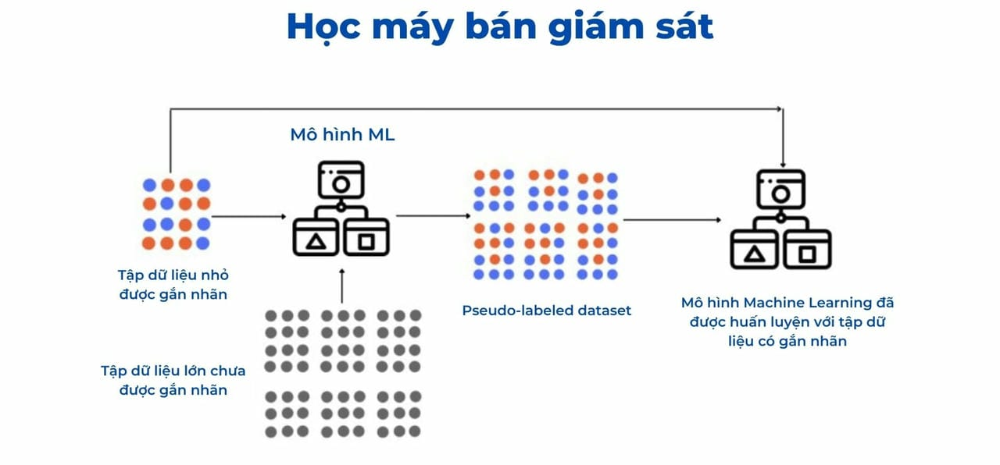 Học máy bán giám sát
Mô hình ML
Tập dữ liệu nhỏ
được gắn nhãn
Pseudo-labeled dataset
Mô hình Machine Learning đã
được huấn luyện với tập dữ
liệu có gắn nhãn
Tập dữ liệu lớn chưa
được gắn nhãn